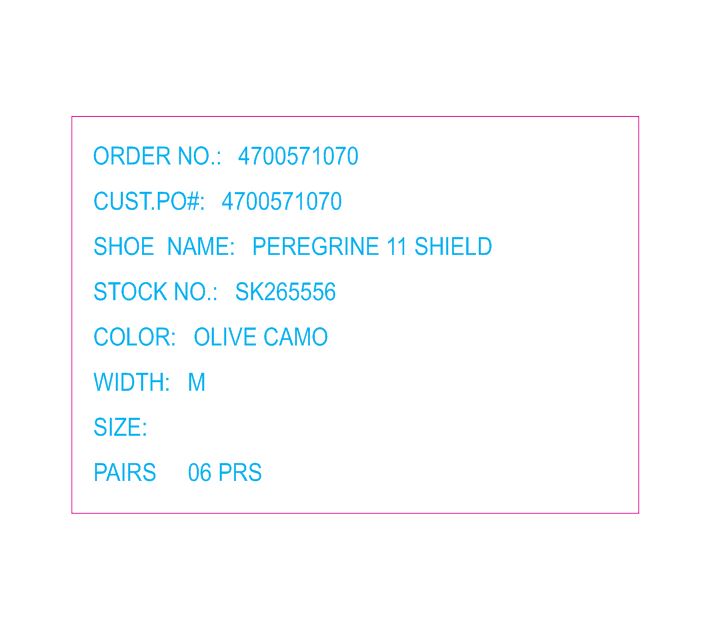 ORDER NO.: 4700571070
CUST.PO#: 4700571070
SHOE NAME: PEREGRINE 11 SHIELD
STOCK NO.: SK265556
COLOR: OLIVE CAMO
WIDTH: M
SIZE:
PAIRS 06 PRS